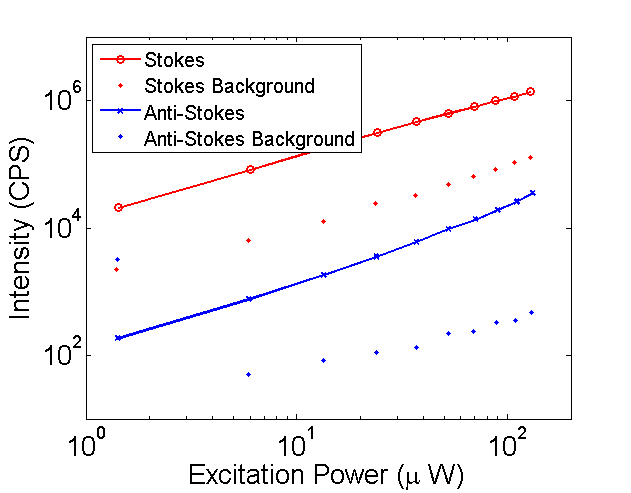 Stokes
Stokes Background
Anti-Stokes
Anti-Stokes Background
Intensity (CPS)
10^6
10^4
10^2
10^0
10^1
10^2
Excitation Power (μ W)